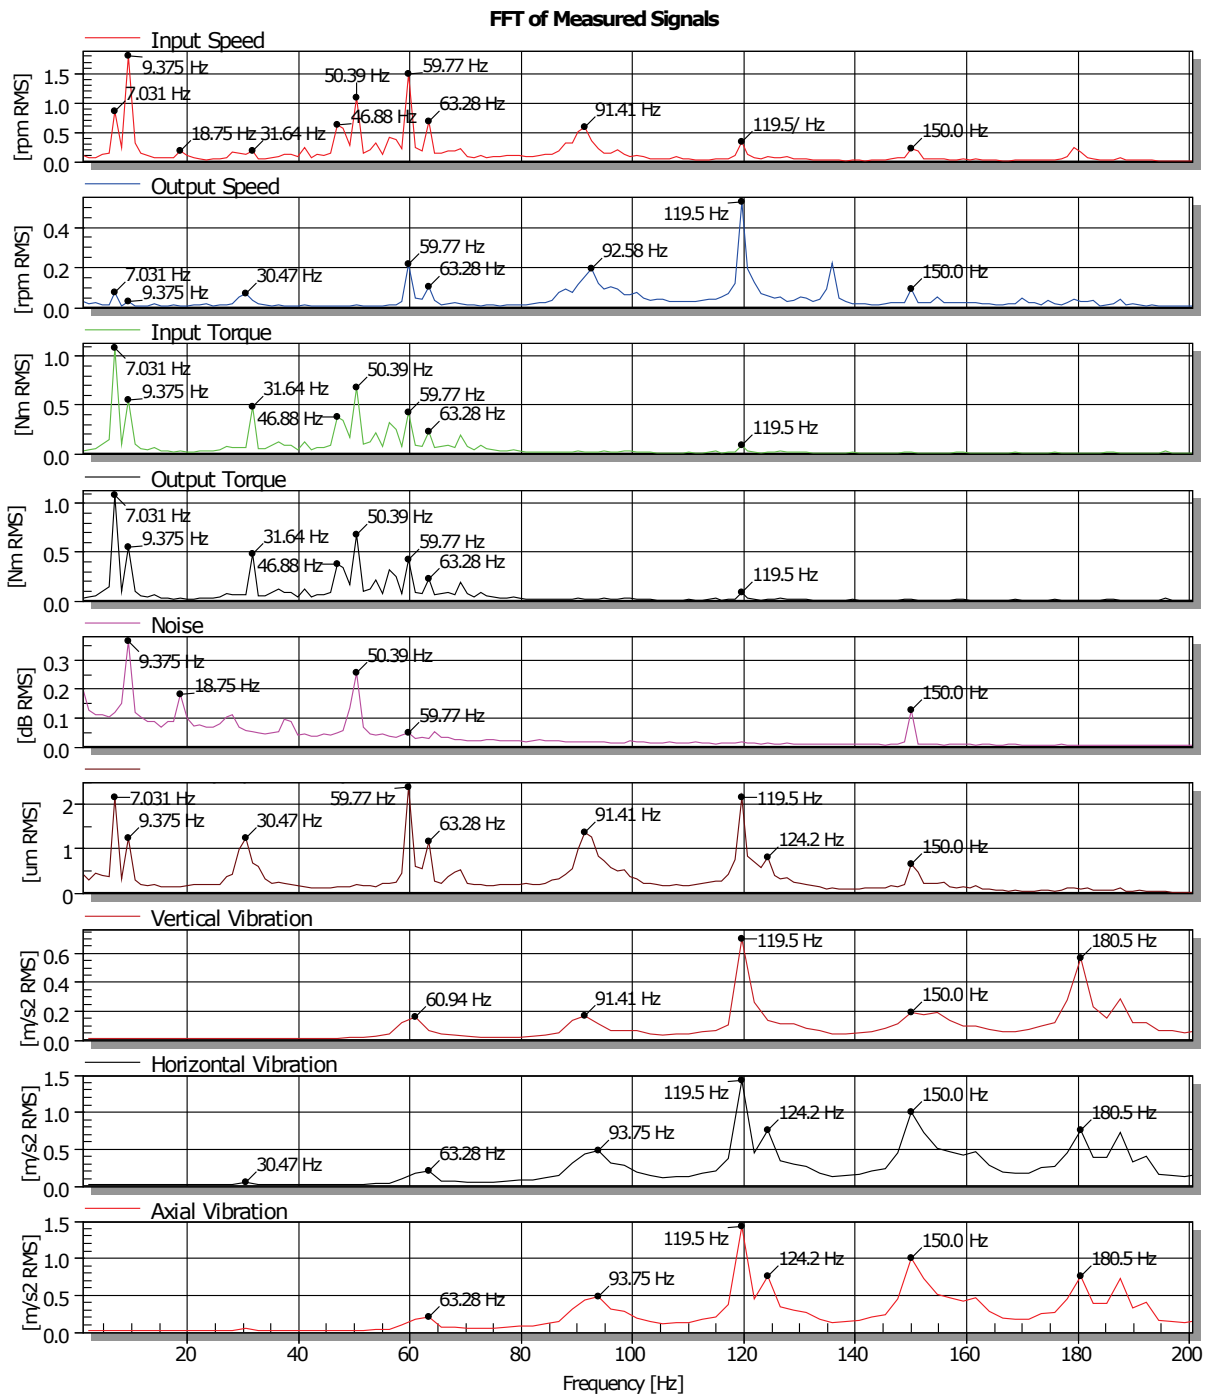 FFT of Measured Signals
Input Speed
9.375 Hz
7.031 Hz
18.75 Hz
31.64 Hz
50.39 Hz
46.88 Hz
59.77 Hz
63.28 Hz
91.41 Hz
119.5/ Hz
150.0 Hz
[rpm RMS]
1.5
1.0
0.5
0.0
Output Speed
7.031 Hz
9.375 Hz
30.47 Hz
59.77 Hz
63.28 Hz
92.58 Hz
119.5 Hz
150.0 Hz
[rpm RMS]
0.4
0.2
0.0
Input Torque
7.031 Hz
9.375 Hz
31.64 Hz
46.88 Hz
50.39 Hz
59.77 Hz
63.28 Hz
119.5 Hz
[Nm RMS]
1.0
0.5
0.0
Output Torque
7.031 Hz
9.375 Hz
31.64 Hz
46.88 Hz
50.39 Hz
59.77 Hz
63.28 Hz
119.5 Hz
[Nm RMS]
1.0
0.5
0.0
Noise
9.375 Hz
18.75 Hz
50.39 Hz
59.77 Hz
150.0 Hz
[dB RMS]
0.3
0.2
0.1
0.0
7.031 Hz
9.375 Hz
30.47 Hz
59.77 Hz
63.28 Hz
91.41 Hz
119.5 Hz
124.2 Hz
150.0 Hz
[um RMS]
2
1
0
Vertical Vibration
60.94 Hz
91.41 Hz
119.5 Hz
150.0 Hz
180.5 Hz
[m/s2 RMS]
0.6
0.4
0.2
0.0
Horizontal Vibration
30.47 Hz
63.28 Hz
93.75 Hz
119.5 Hz
124.2 Hz
150.0 Hz
180.5 Hz
[m/s2 RMS]
1.5
1.0
0.5
0.0
Axial Vibration
63.28 Hz
93.75 Hz
119.5 Hz
124.2 Hz
150.0 Hz
180.5 Hz
[m/s2 RMS]
1.5
1.0
0.5
0.0
20 40 60 80 100 120 140 160 180 200
Frequency [Hz]